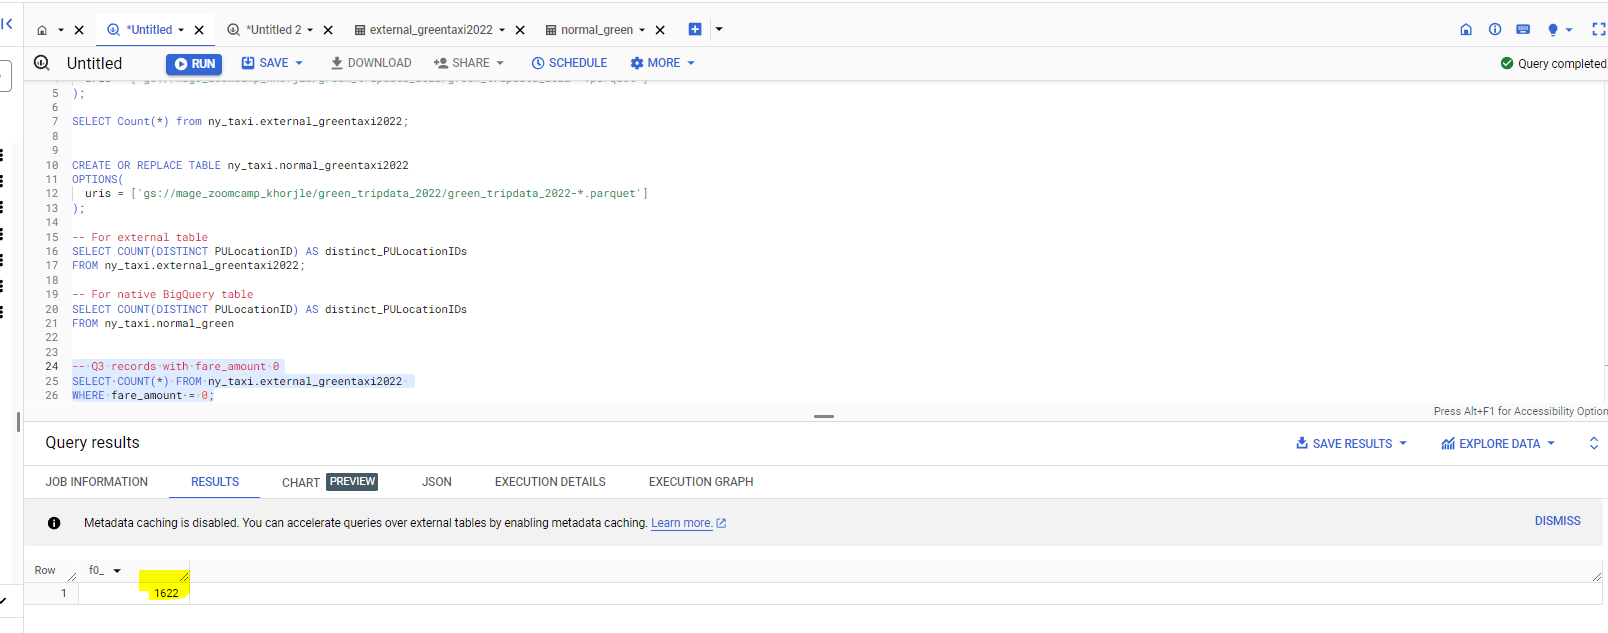 *Untitled
*Untitled 2
external_greentaxi2022
normal_green
Untitled
RUN
SAVE
DOWNLOAD
SHARE
SCHEDULE
MORE
Query completed
5 );
6
7 SELECT Count(*) from ny_taxi.external_greentaxi2022;
8
9
10 CREATE OR REPLACE TABLE ny_taxi.normal_greentaxi2022
11 OPTIONS(
12 uris = ['gs://mage_zoomcamp_khorjle/green_tripdata_2022/green_tripdata_2022-*.parquet']
13 );
14
15 -- For external table
16 SELECT COUNT(DISTINCT PULocationID) AS distinct_PULocationIDs
17 FROM ny_taxi.external_greentaxi2022;
18
19 -- For native BigQuery table
20 SELECT COUNT(DISTINCT PULocationID) AS distinct_PULocationIDs
21 FROM ny_taxi.normal_green
22
23
24 -- Q3 records with fare_amount 0
25 SELECT COUNT(*) FROM ny_taxi.external_greentaxi2022
26 WHERE fare_amount = 0;
Press Alt+F1 for Accessibility Option
Query results
SAVE RESULTS
EXPLORE DATA
JOB INFORMATION
RESULTS
CHART PREVIEW
JSON
EXECUTION DETAILS
EXECUTION GRAPH
Metadata caching is disabled. You can accelerate queries over external tables by enabling metadata caching. Learn more.
DISMISS
Row f0_
1 1622